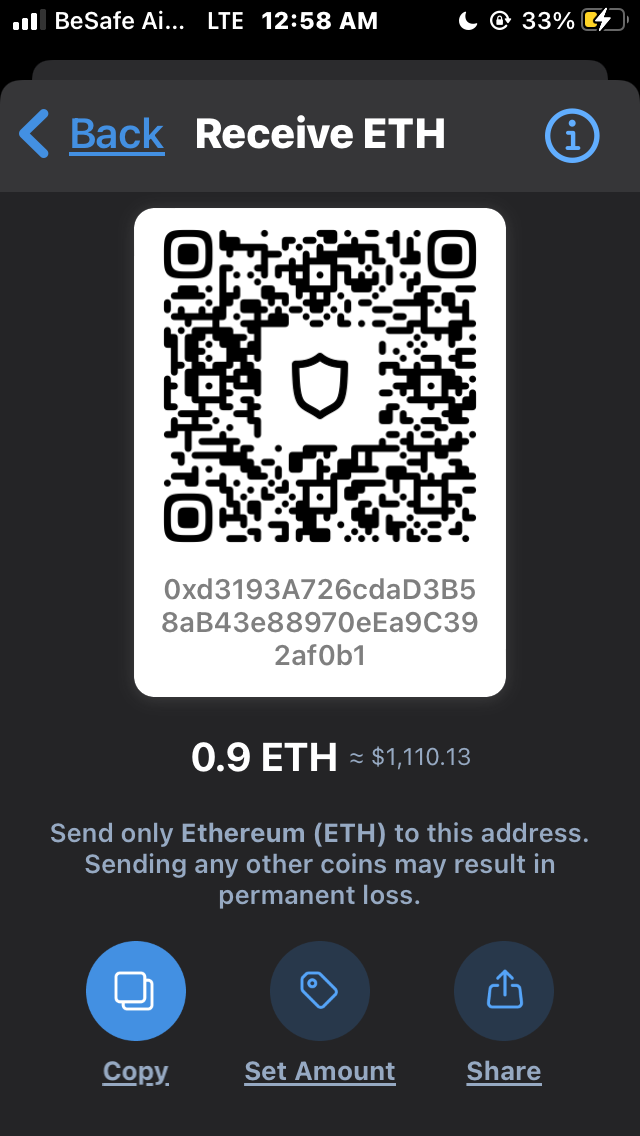 BeSafe Ai... LTE 12:58 AM 33%
Back Receive ETH
0xd3193A726cdaD3B5
8aB43e88970eEa9C39
2af0b1
0.9 ETH ≈ $1,110.13
Send only Ethereum (ETH) to this address.
Sending any other coins may result in
permanent loss.
Copy Set Amount Share